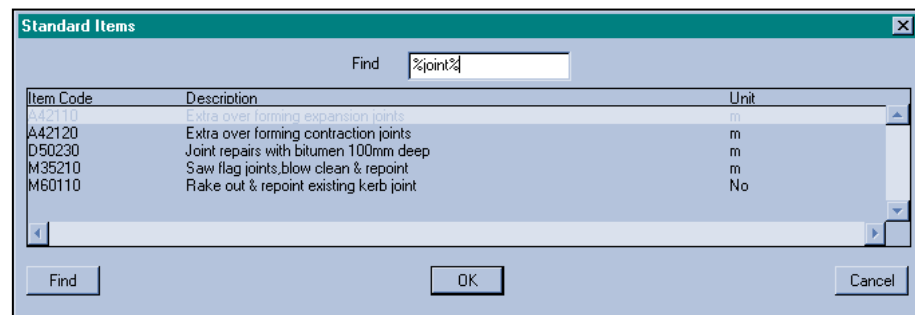 Standard Items
Find %joint%
Item Code Description Unit
A42110 Extra over forming expansion joints m
A42120 Extra over forming contraction joints m
D50230 Joint repairs with bitumen 100mm deep m
M35210 Saw flag joints,blow clean & repoint m
M60110 Rake out & repoint existing kerb joint No
Find OK Cancel